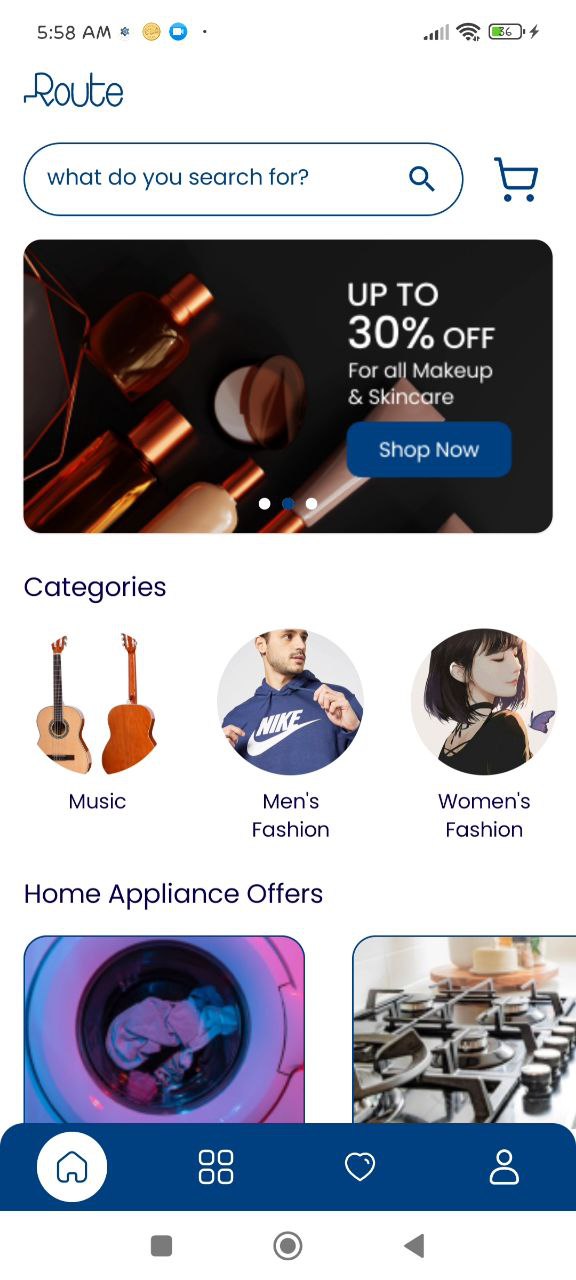 5:58 AM
36
Route
what do you search for?
UP TO
30% OFF
For all Makeup
& Skincare
Shop Now
Categories
NIKE
Music
Men's
Fashion
Women's
Fashion
Home Appliance Offers